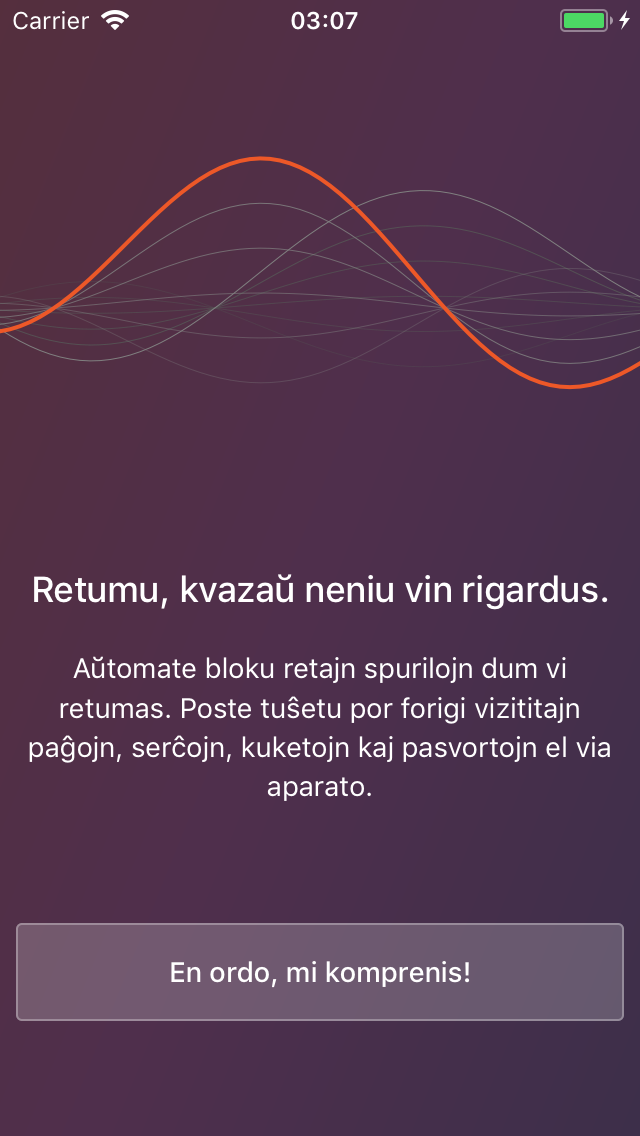 Carrier 03:07
Retumu, kvazaŭ neniu vin rigardus.
Aŭtomate bloku retajn spurilojn dum vi
retumas. Poste tuŝetu por forigi vizititajn
paĝojn, serĉojn, kuketojn kaj pasvortojn el via
aparato.
En ordo, mi komprenis!